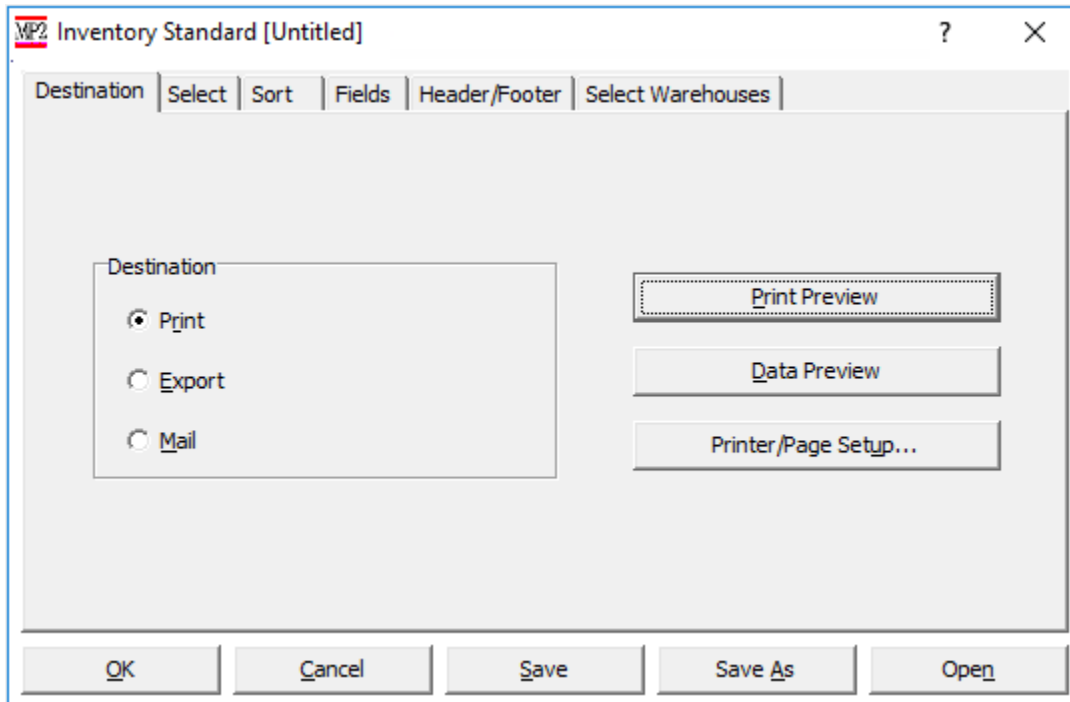 MP2 Inventory Standard [Untitled] ?
Destination Select Sort Fields Header/Footer Select Warehouses
Destination
Print
Export
Mail
Print Preview
Data Preview
Printer/Page Setup...
OK Cancel Save Save As Open